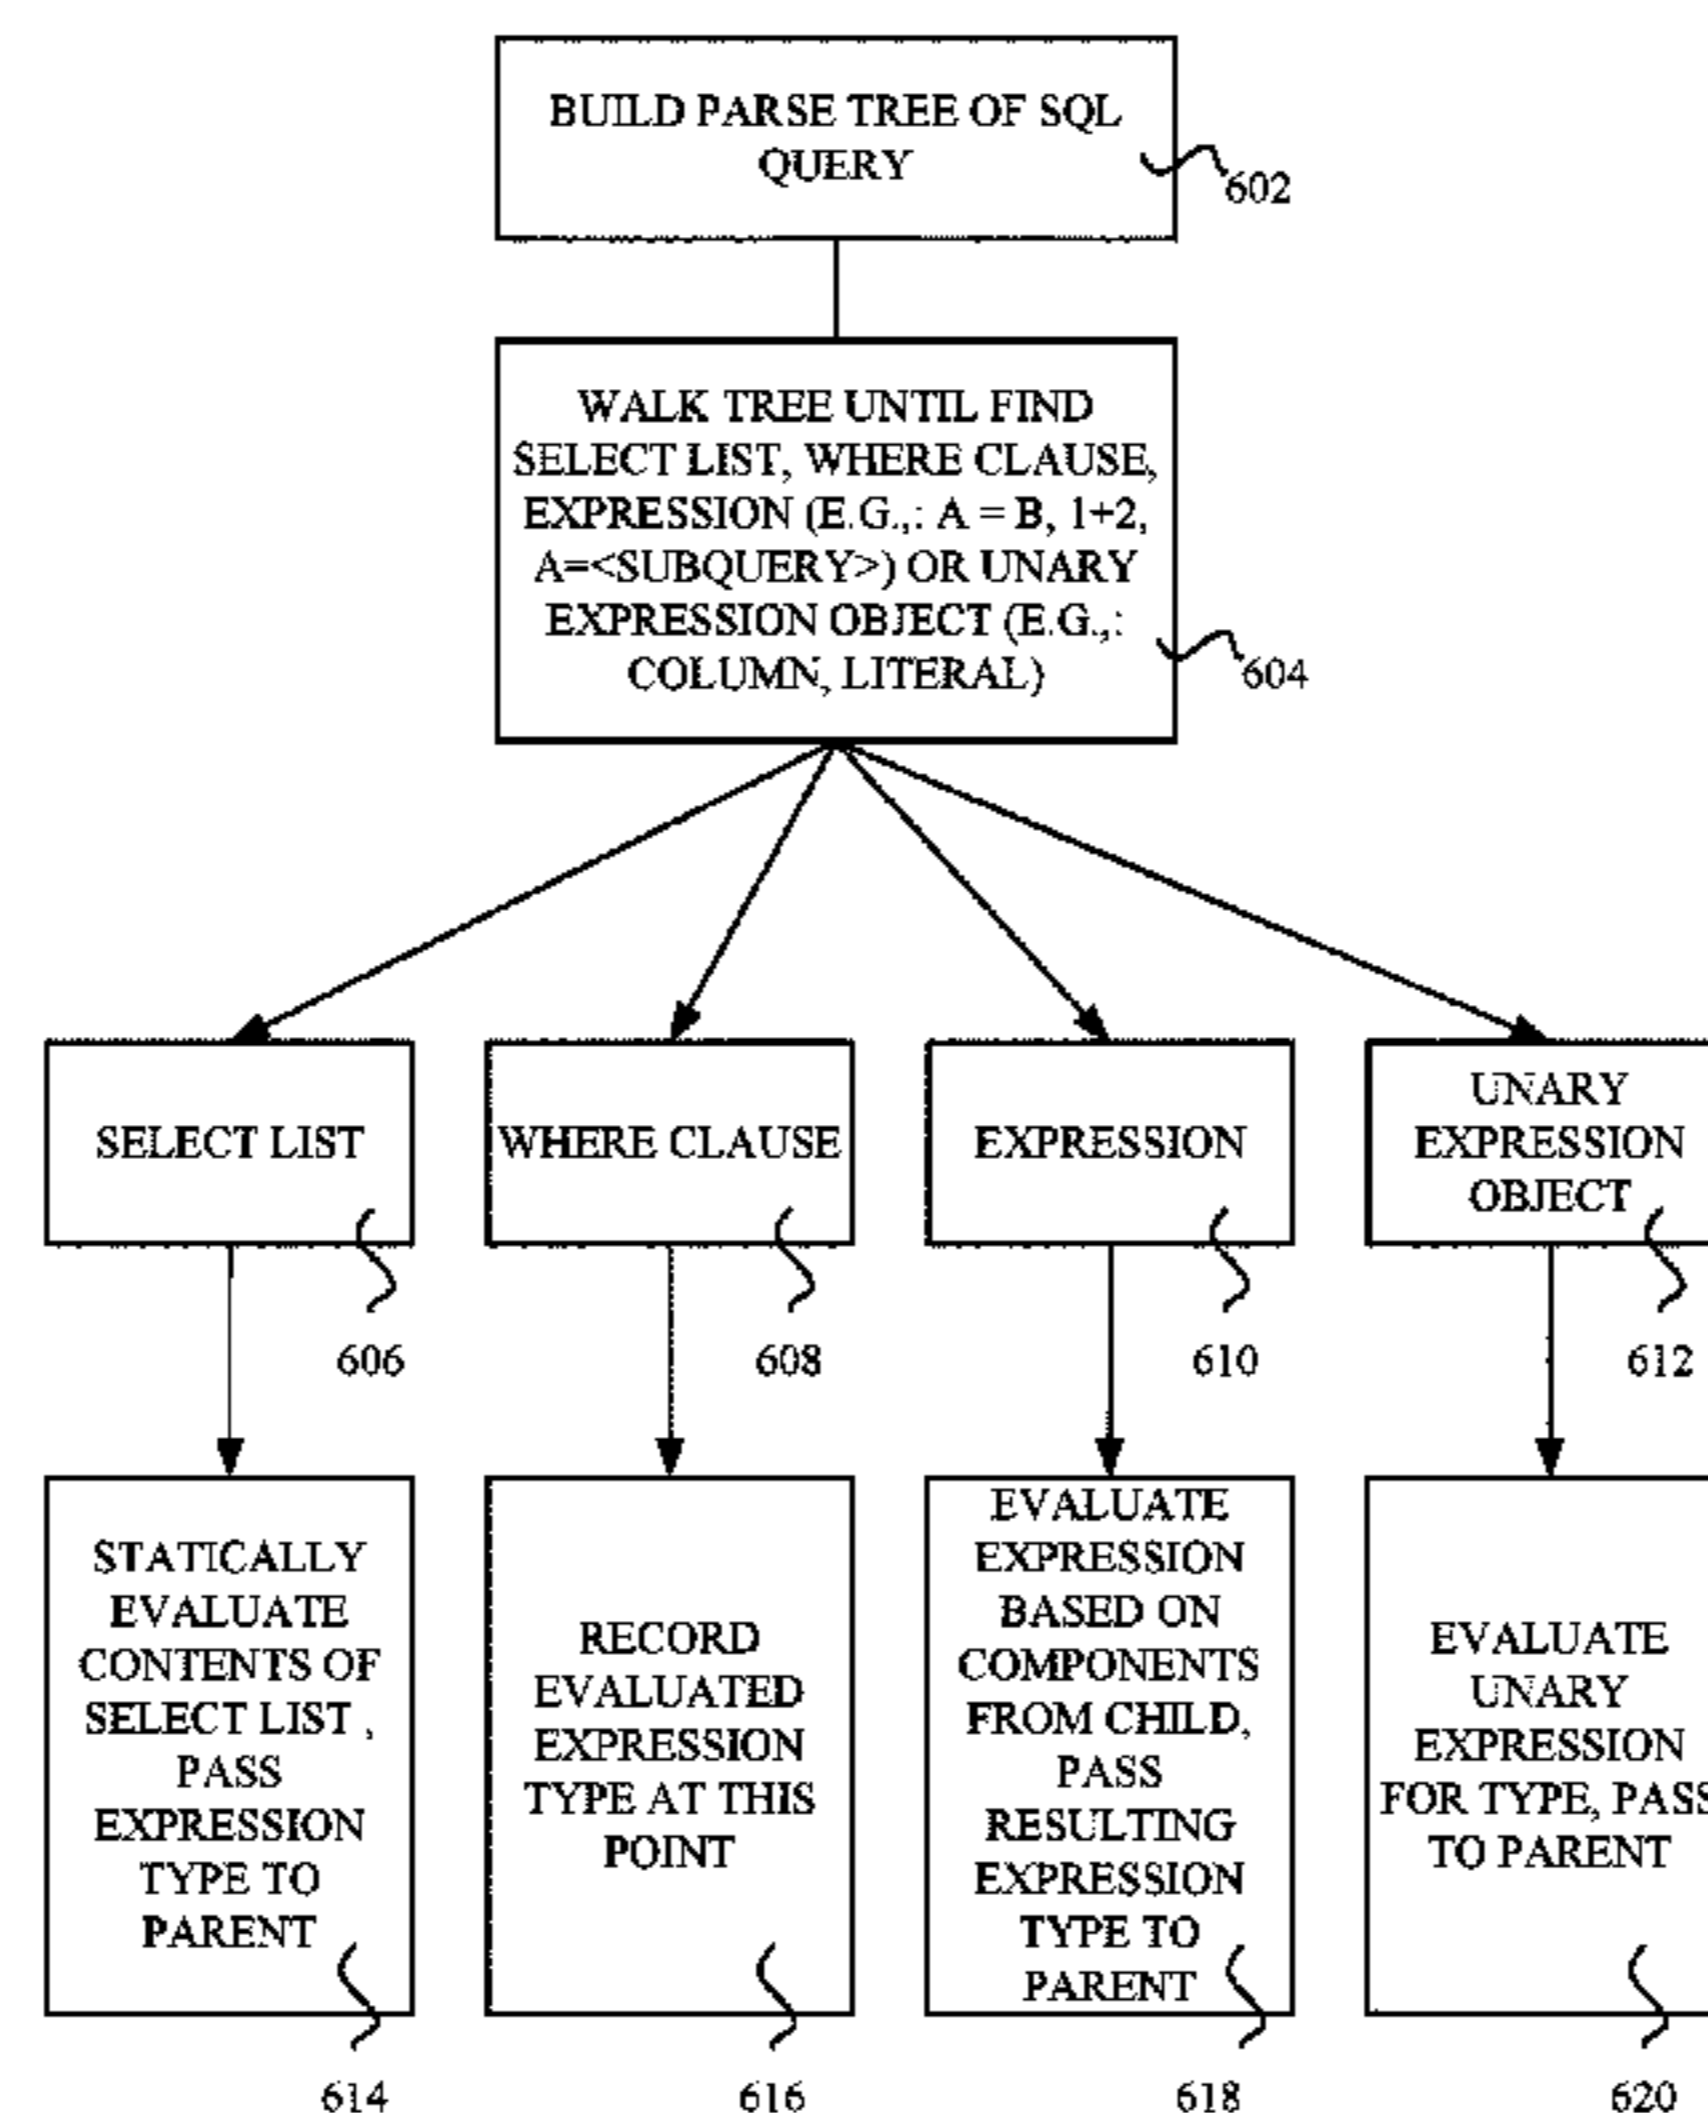 BUILD PARSE TREE OF SQL
QUERY
602
WALK TREE UNTIL FIND
SELECT LIST, WHERE CLAUSE,
EXPRESSION (E.G.,: A = B, 1+2,
A=<SUBQUERY>) OR UNARY
EXPRESSION OBJECT (E.G.,:
COLUMN, LITERAL)
604
SELECT LIST
606
WHERE CLAUSE
608
EXPRESSION
610
UNARY
EXPRESSION
OBJECT
612
STATICALLY
EVALUATE
CONTENTS OF
SELECT LIST ,
PASS
EXPRESSION
TYPE TO
PARENT
614
RECORD
EVALUATED
EXPRESSION
TYPE AT THIS
POINT
616
EVALUATE
EXPRESSION
BASED ON
COMPONENTS
FROM CHILD,
PASS
RESULTING
EXPRESSION
TYPE TO
PARENT
618
EVALUATE
UNARY
EXPRESSION
FOR TYPE, PASS
TO PARENT
620